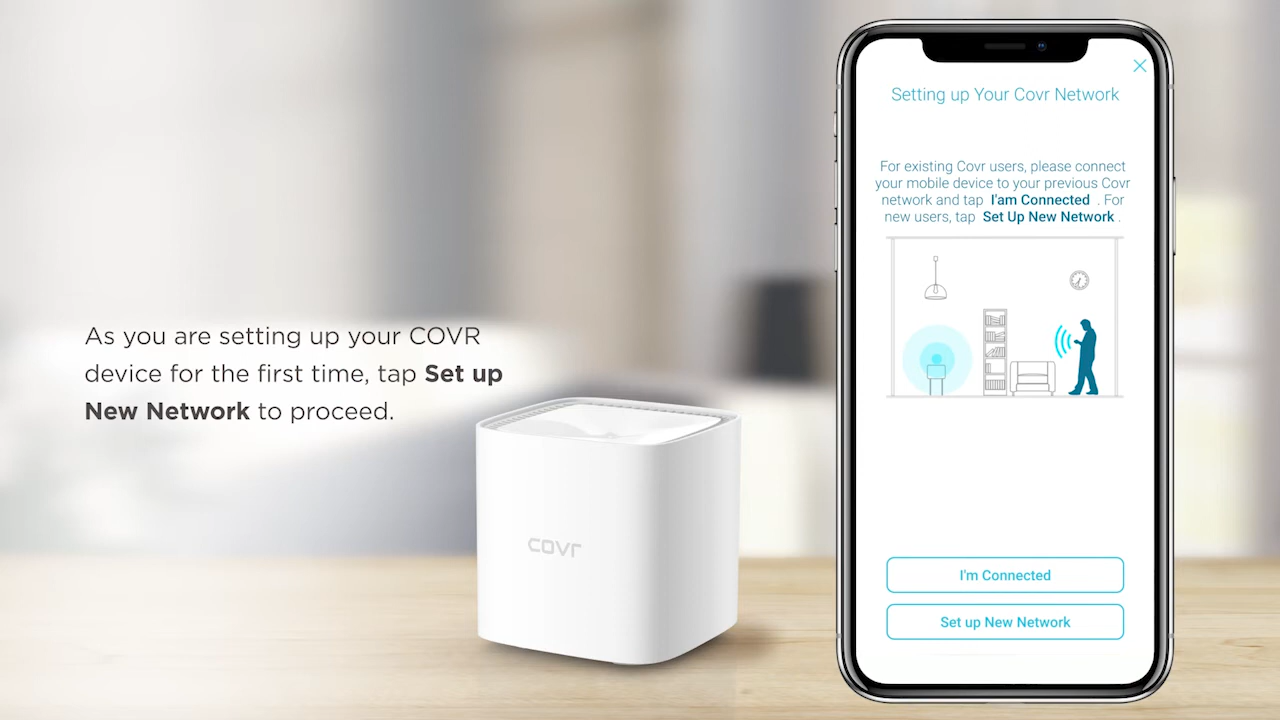 As you are setting up your COVR
device for the first time, tap Set up
New Network to proceed.
covr
Setting up Your Covr Network
For existing Covr users, please connect
your mobile device to your previous Covr
network and tap I'am Connected . For
new users, tap Set Up New Network .
I'm Connected
Set up New Network